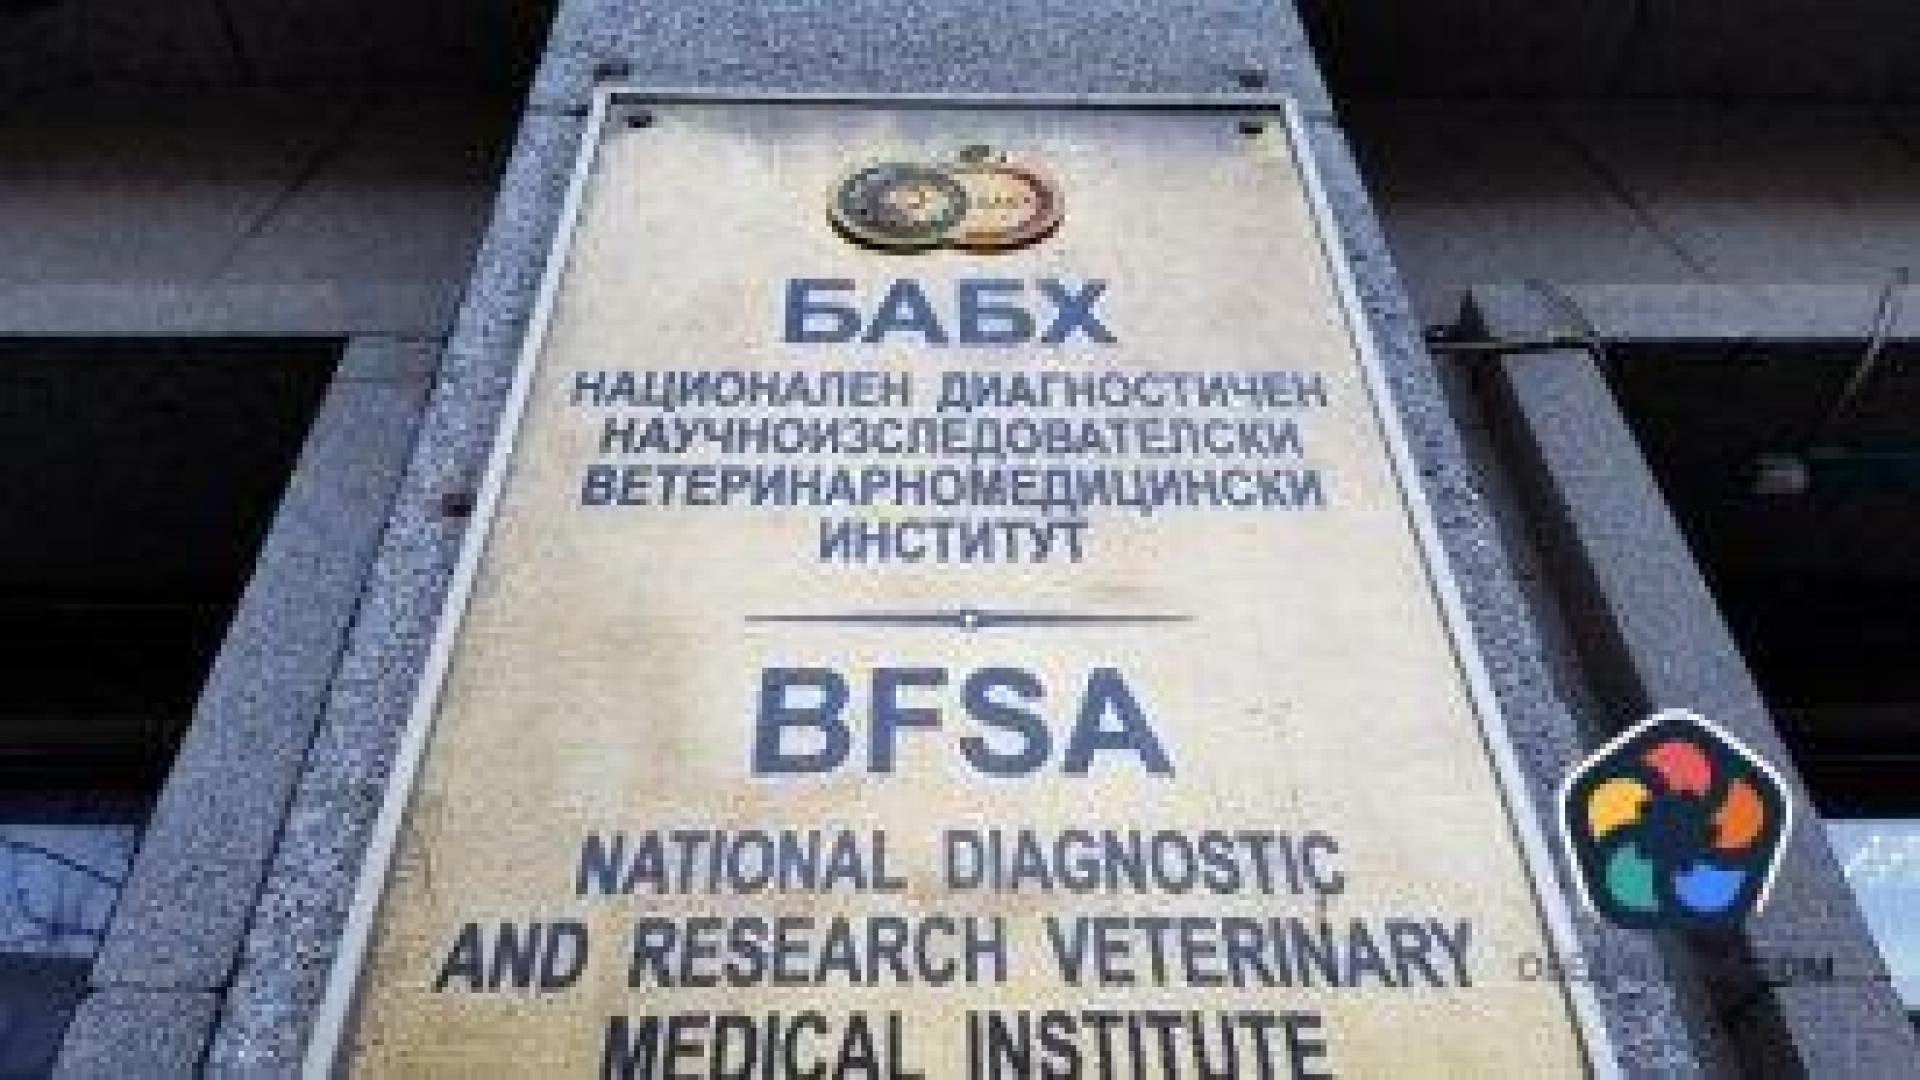 БАБХ
НАЦИОНАЛЕН ДИАГНОСТИЧЕН
НАУЧНОИЗСЛЕДОВАТЕЛСКИ
ВЕТЕРИНАРНОМЕДИЦИНСКИ
ИНСТИТУТ
BFSA
NATIONAL DIAGNOSTIC
AND RESEARCH VETERINARY
MEDICAL INSTITUTE